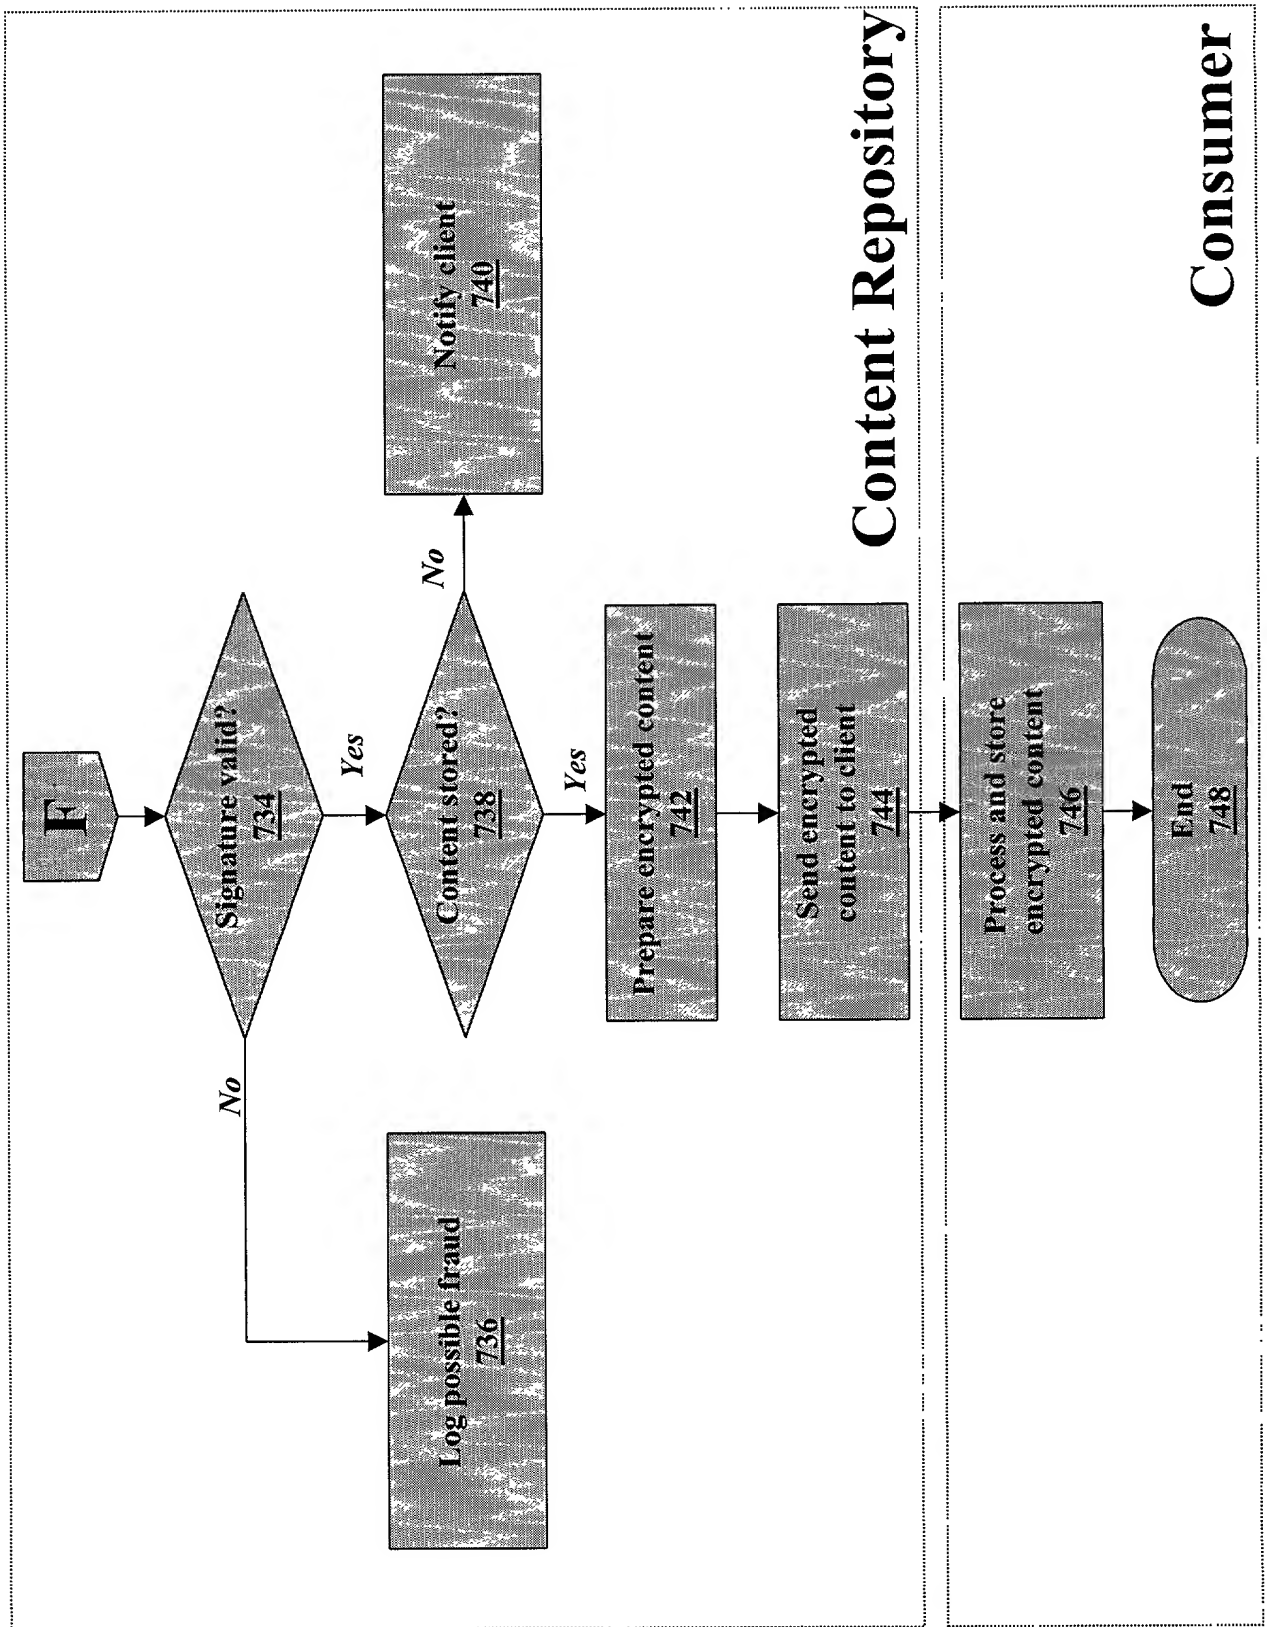 F
Signature valid?
734
No
Yes
Log possible fraud
736
Content stored?
738
No
Notify client
740
Yes
Prepare encrypted content
742
Send encrypted
content to client
744
Content Repository
Process and store
encrypted content
746
End
748
Consumer